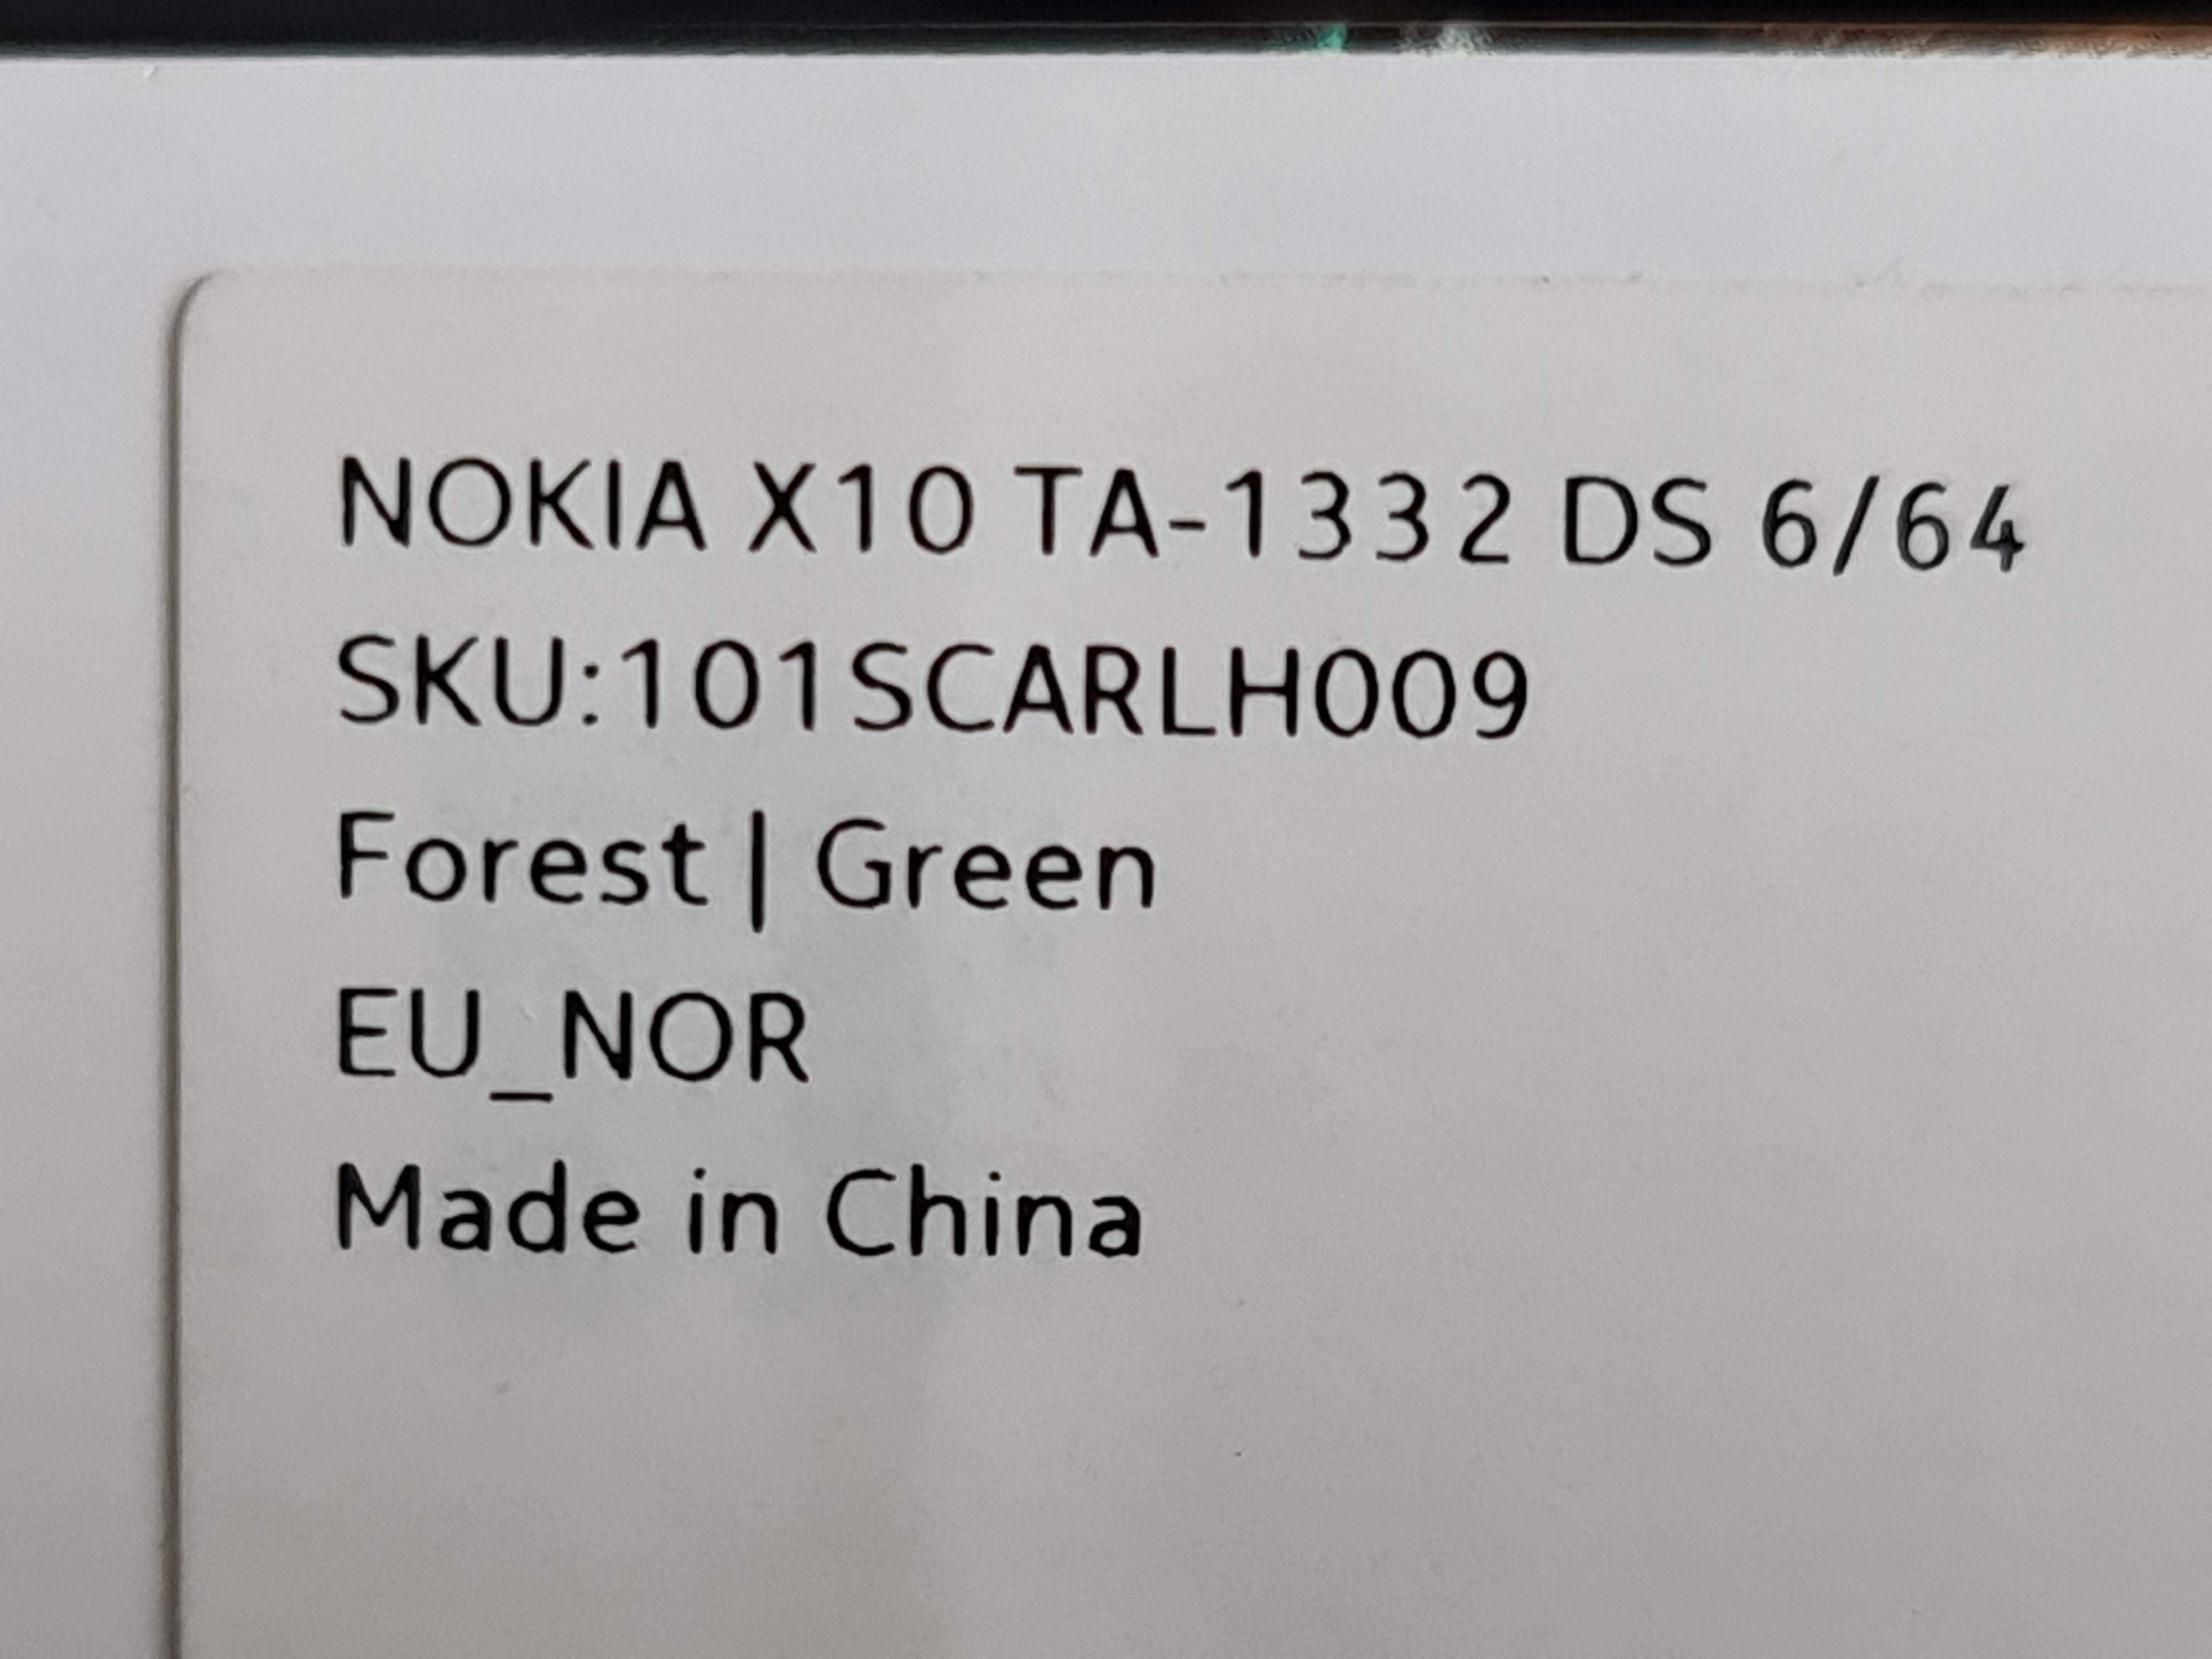 NOKIA X10 TA-1332 DS 6/64
SKU:101SCARLH009
Forest | Green
EU_NOR
Made in China